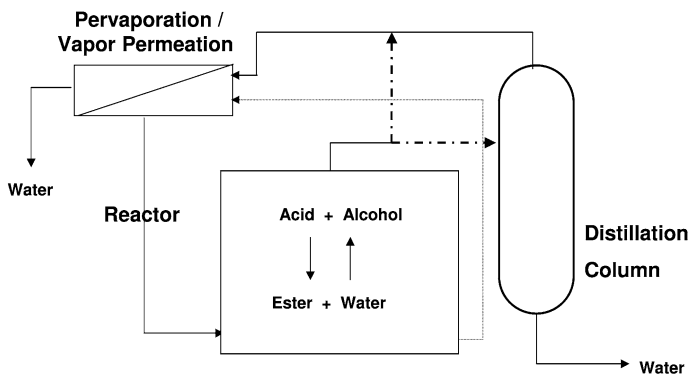 Pervaporation /
Vapor Permeation
Water
Reactor
Acid + Alcohol
Ester + Water
Distillation
Column
Water